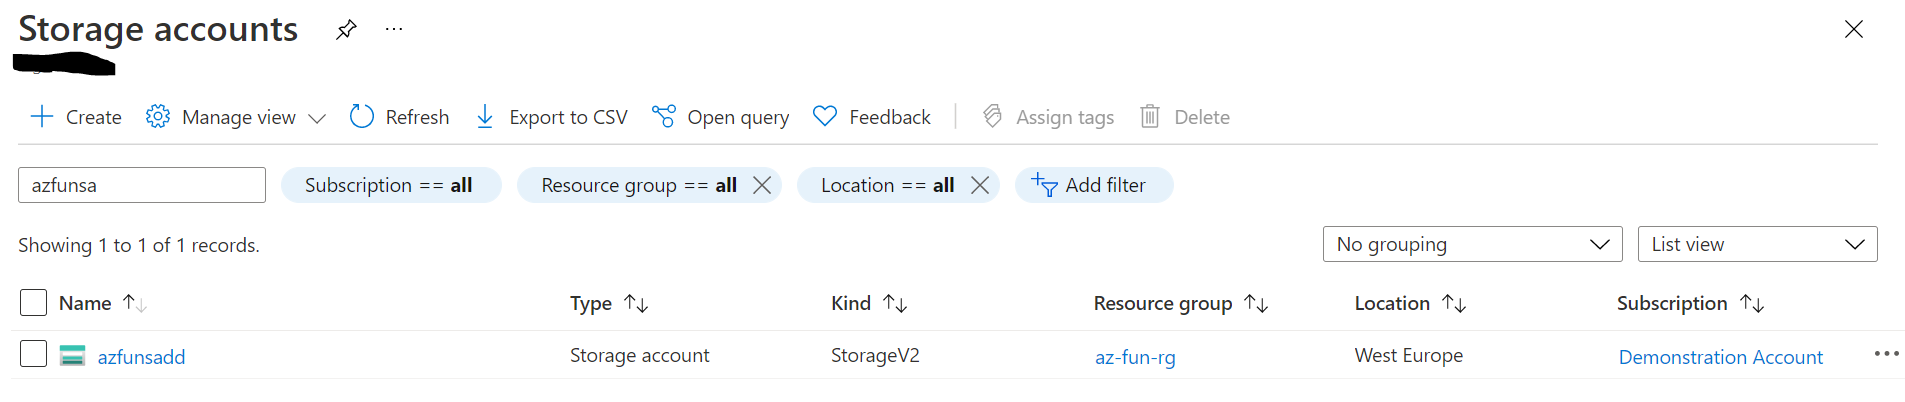 Storage accounts
Create Manage view Refresh Export to CSV Open query Feedback Assign tags Delete
azfunsa Subscription == all Resource group == all Location == all Add filter
Showing 1 to 1 of 1 records. No grouping List view
Name Type Kind Resource group Location Subscription
azfunsadd Storage account StorageV2 az-fun-rg West Europe Demonstration Account